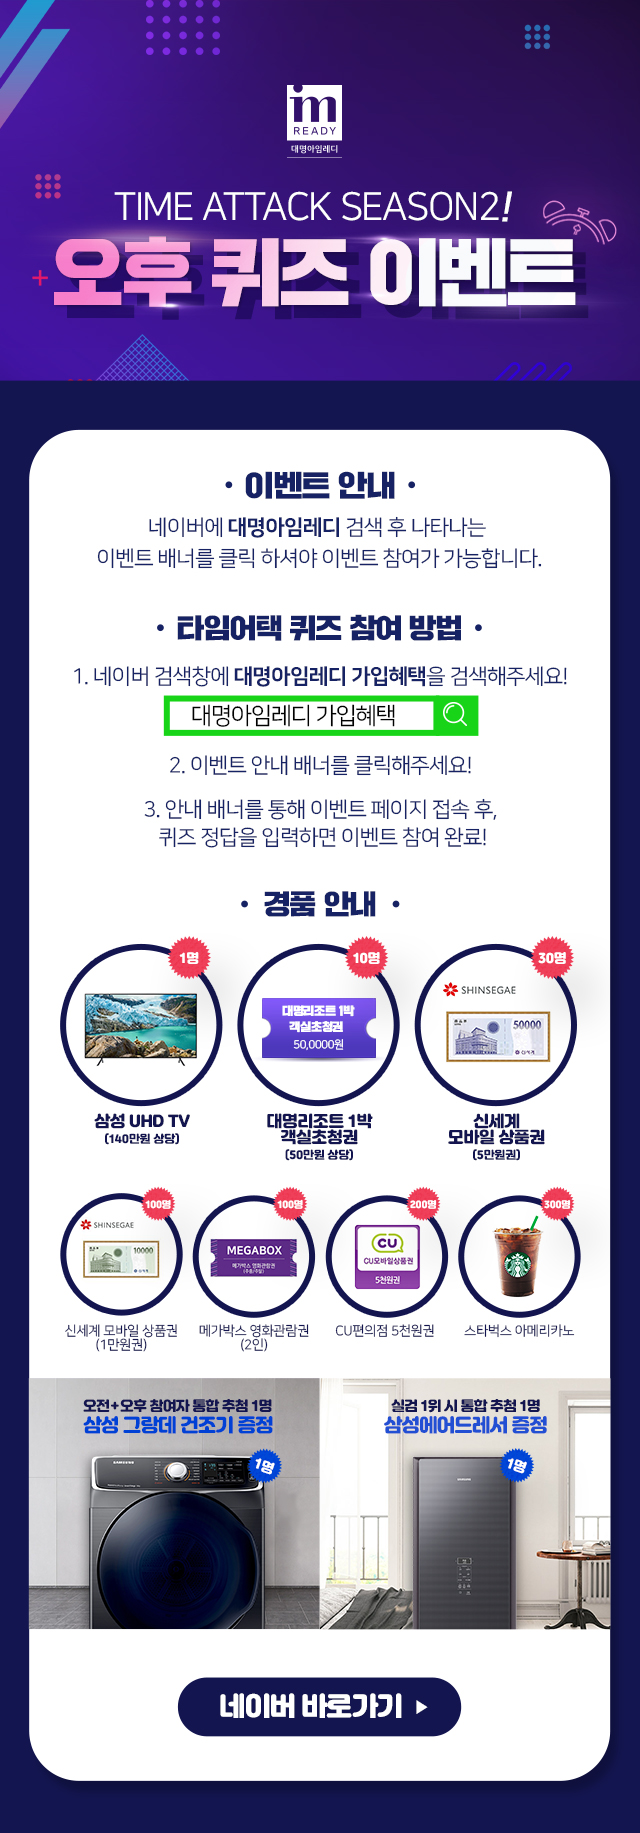 im
READY
대명아임레디
TIME ATTACK SEASON2!
오후 퀴즈 이벤트
· 이벤트 안내 ·
네이버에 대명아임레디 검색 후 나타나는
이벤트 배너를 클릭 하셔야 이벤트 참여가 가능합니다.
· 타임어택 퀴즈 참여 방법 ·
1. 네이버 검색창에 대명아임레디 가입혜택을 검색해주세요!
대명아임레디 가입혜택
2. 이벤트 안내 배너를 클릭해주세요!
3. 안내 배너를 통해 이벤트 페이지 접속 후,
퀴즈 정답을 입력하면 이벤트 참여 완료!
· 경품 안내 ·
1명
삼성 UHD TV
(140만원 상당)
10명
대명리조트 1박
객실초청권
50,0000원
대명리조트 1박
객실초청권
(50만원 상당)
30명
SHINSEGAE
50000
신세계
모바일 상품권
(5만원권)
100명
SHINSEGAE
10000
신세계 모바일 상품권
(1만원권)
100명
MEGABOX
메가박스 영화관람권
(주중/주말)
메가박스 영화관람권
(2인)
200명
CU
CU모바일상품권
5천원권
CU편의점 5천원권
300명
스타벅스 아메리카노
오전+오후 참여자 통합 추첨 1명
삼성 그랑데 건조기 증정
1명
SAMSUNG
실검 1위 시 통합 추첨 1명
삼성에어드레서 증정
1명
SAMSUNG
네이버 바로가기